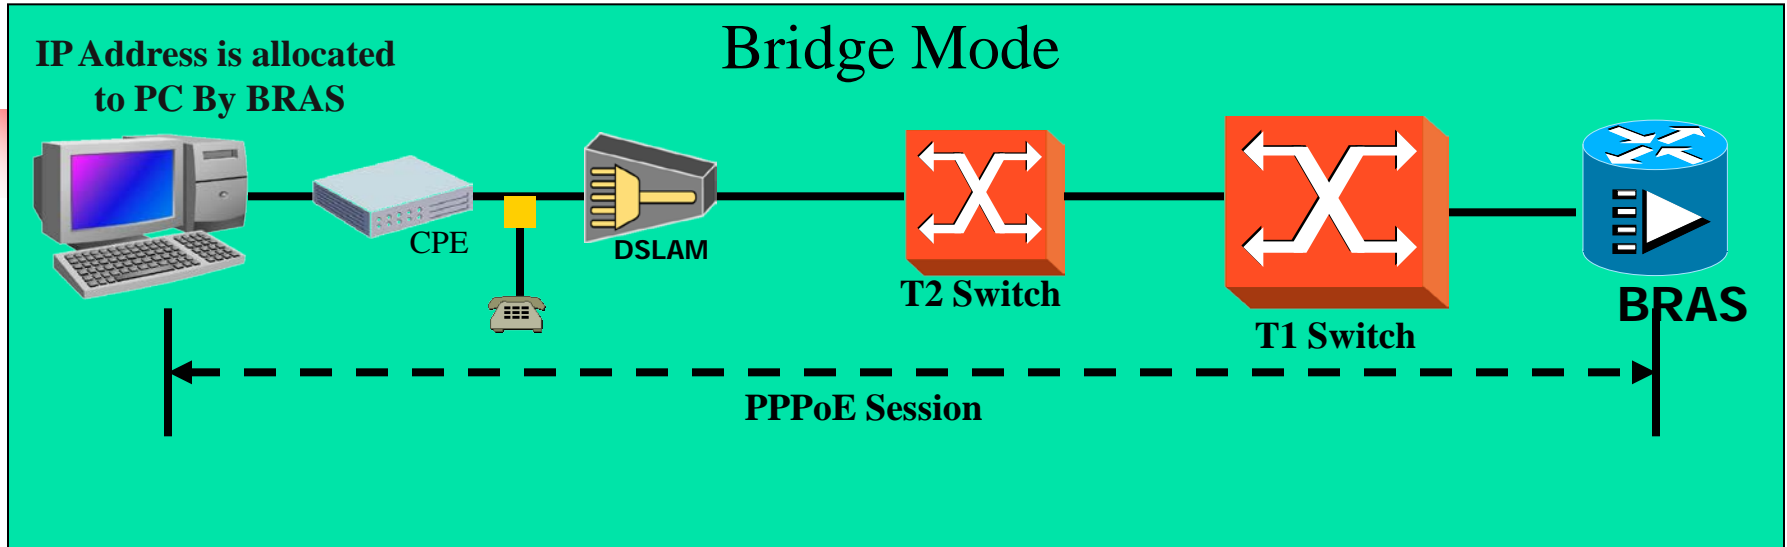 Bridge Mode
IP Address is allocated
to PC By BRAS
CPE
DSLAM
T2 Switch
T1 Switch
BRAS
PPPoE Session